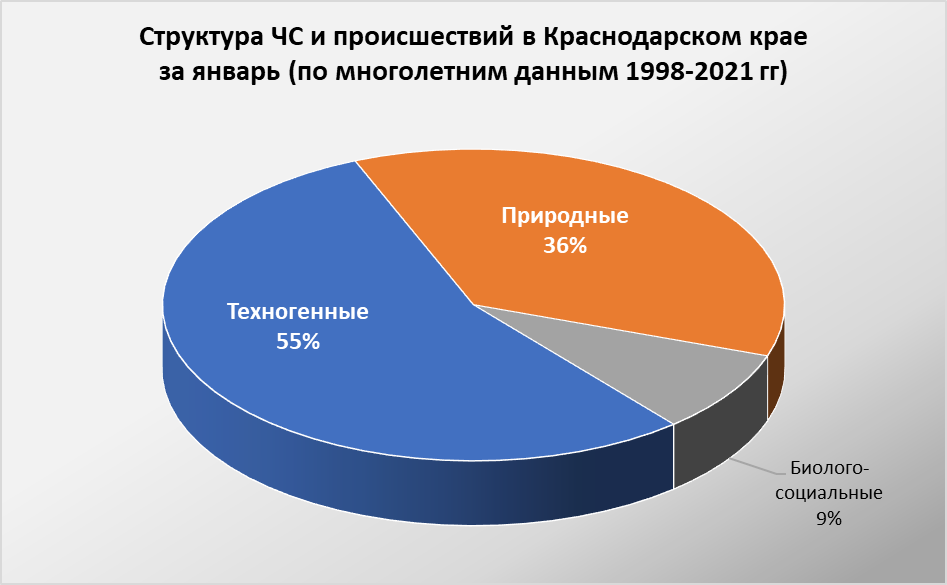 Структура ЧС и происшествий в Краснодарском крае
за январь (по многолетним данным 1998-2021 гг)
Природные
36%
Техногенные
55%
Биолого-
социальные
9%